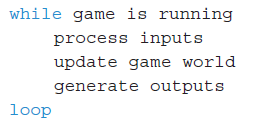 while game is running
    process inputs
    update game world
    generate outputs
loop